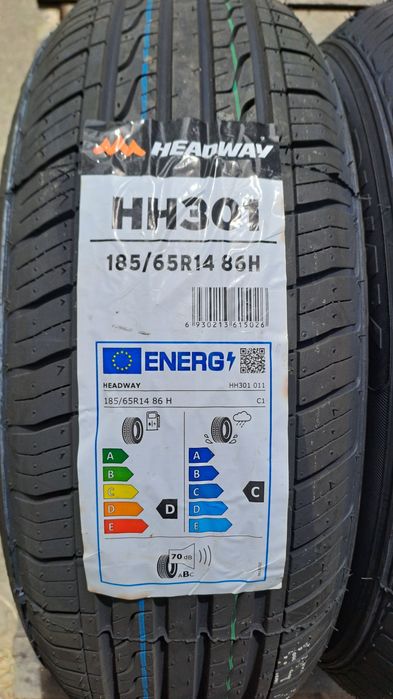 HEADWAY
HH301
185/65R14 86H
6 930213 615026
ENERG
HEADWAY HH301 011
185/65R14 86 H C1
A A
B B
C C C
D D D
E E
70 dB
ABC